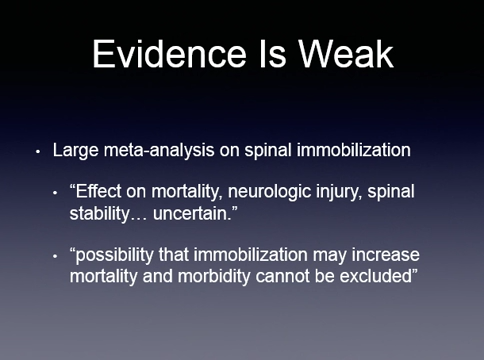 Evidence Is Weak
• Large meta-analysis on spinal immobilization
• “Effect on mortality, neurologic injury, spinal
stability… uncertain.”
• “possibility that immobilization may increase
mortality and morbidity cannot be excluded”